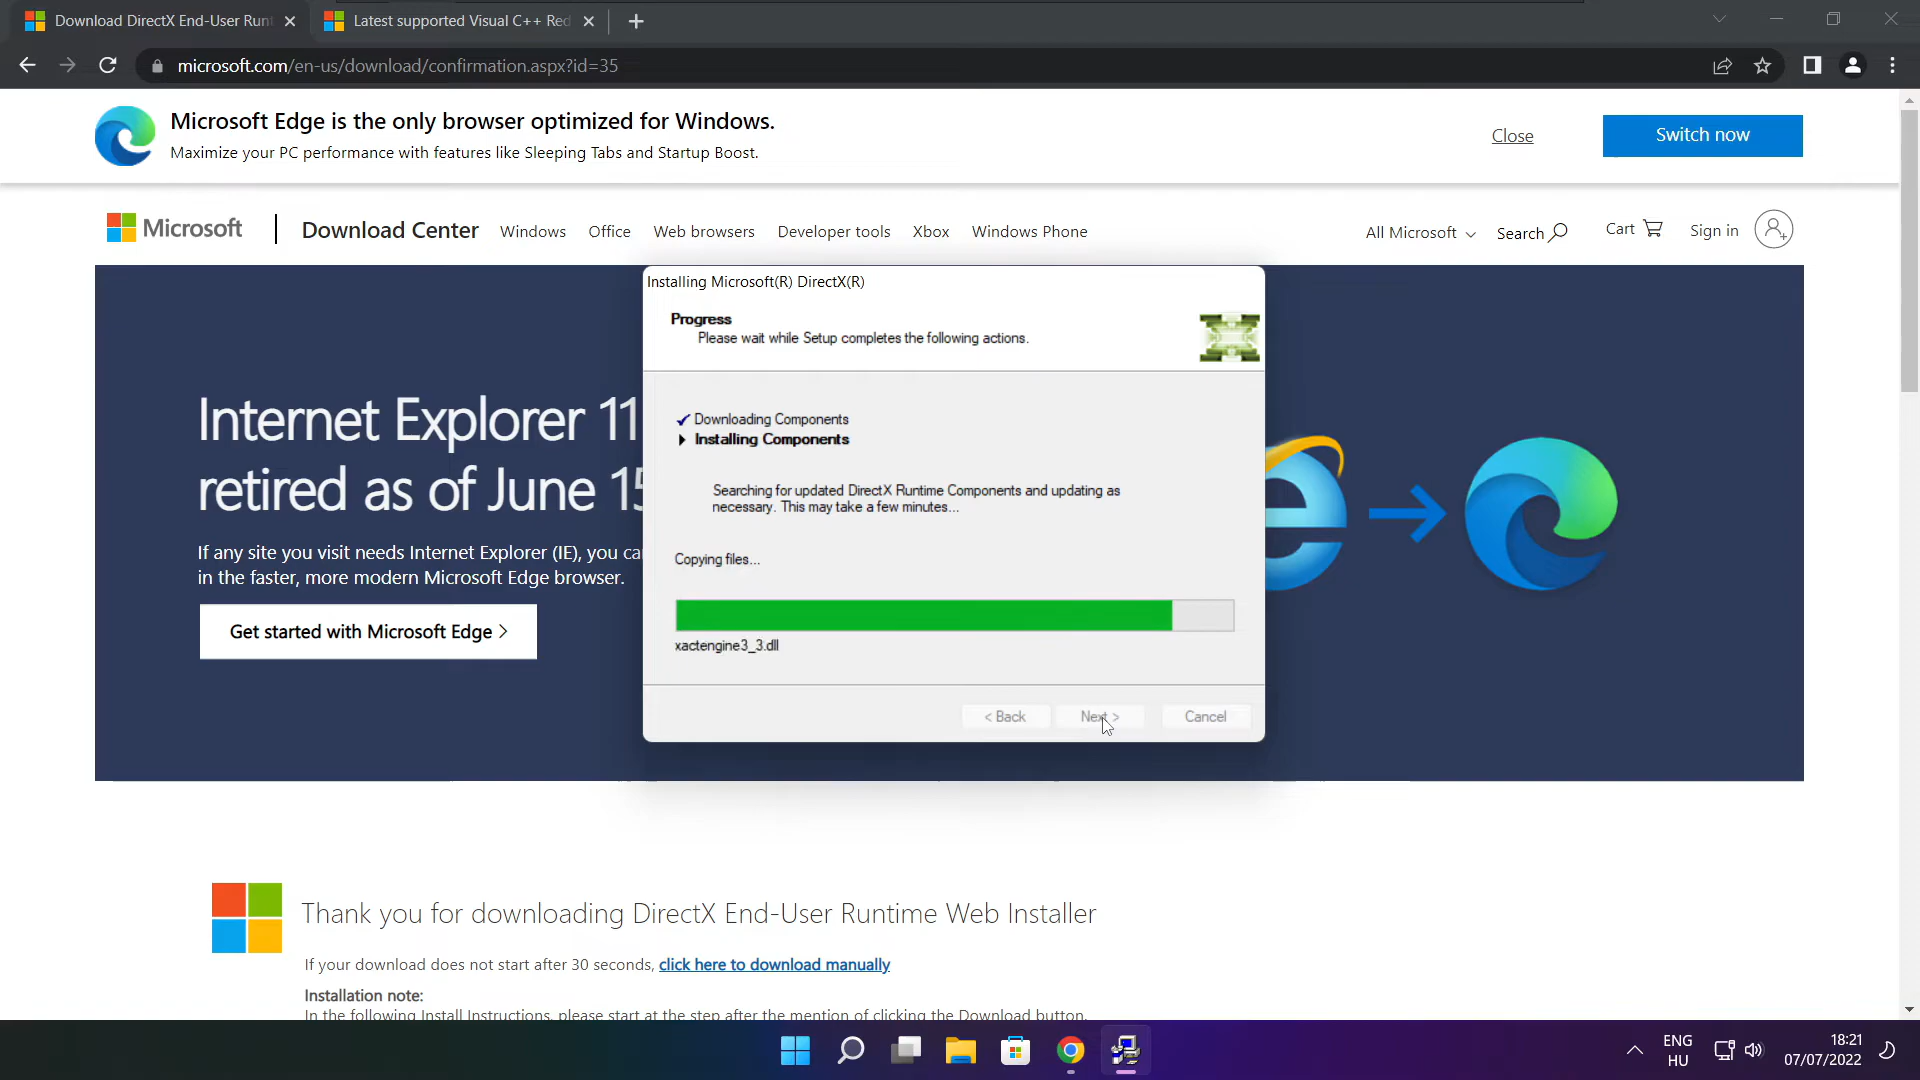 Download DirectX End-User Run
Latest supported Visual C++ Red
microsoft.com/en-us/download/confirmation.aspx?id=35
Microsoft Edge is the only browser optimized for Windows.
Maximize your PC performance with features like Sleeping Tabs and Startup Boost.
Close
Switch now
Microsoft
Download Center
Windows
Office
Web browsers
Developer tools
Xbox
Windows Phone
All Microsoft
Search
Cart
Sign in
Installing Microsoft(R) DirectX(R)
Progress
Please wait while Setup completes the following actions.
Downloading Components
Installing Components
Searching for updated DirectX Runtime Components and updating as
necessary. This may take a few minutes...
Copying files...
xactengine3_3.dll
< Back
Next >
Cancel
Internet Explorer 11
retired as of June 15
If any site you visit needs Internet Explorer (IE), you ca
in the faster, more modern Microsoft Edge browser.
Get started with Microsoft Edge >
Thank you for downloading DirectX End-User Runtime Web Installer
If your download does not start after 30 seconds, click here to download manually
Installation note:
In the following Install Instructions, please start at the step after the mention of clicking the Download button.
ENG
HU
18:21
07/07/2022